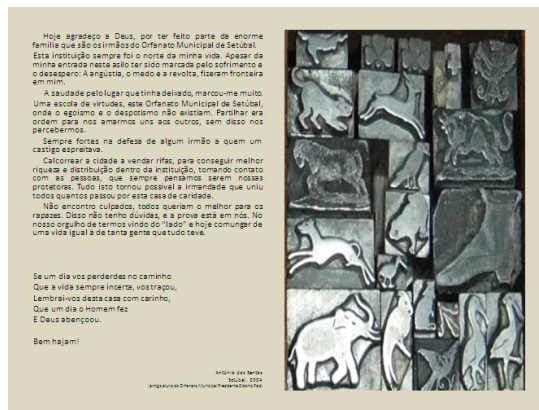 Hoje agradeço a Deus, por ter feito parte da enorme
família que são os irmãos do Orfanato Municipal de Setúbal.
Esta instituição sempre foi o norte da minha vida. Apesar da
minha entrada neste asilo ter sido marcada pelo sofrimento e
o desespero: A angústia, o medo e a revolta, fizeram fronteira
em mim.
A saudade pelo lugar que tinha deixado, marcou-me muito.
Uma escola de virtudes, este Orfanato Municipal de Setúbal,
onde o egoísmo e o despotismo não existiam. Partilhar era
ordem para nos amarmos uns aos outros, sem disso nos
percebermos.
Sempre fortes na defesa de algum irmão a quem um
castigo espreitava.
Calcorrear a cidade a vendar rifas, para conseguir melhor
riqueza e distribuição dentro da instituição, tomando contato
com as pessoas, que sempre pensámos serem nossas
protetoras. Tudo isto tornou possível a irmandade que uniu
todos quantos passou por esta casa de caridade.
Não encontro culpados, todos queriam o melhor para os
rapazes. Disso não tenho dúvidas, e a prova está em nós. No
nosso orgulho de termos vindo do "lado" e hoje comungar de
uma vida igual à de tanta gente que tudo teve.
Se um dia vos perderdes no caminho
Que a vida sempre incerta, vos traçou,
Lembrai-vos desta casa com carinho,
Que um dia o Homem fez
E Deus abençoou.
Bem hajam!
António dos Santos
Setúbal, 2004
(antigo aluno do Orfanato Municipal Presidente Sidónio Pais)